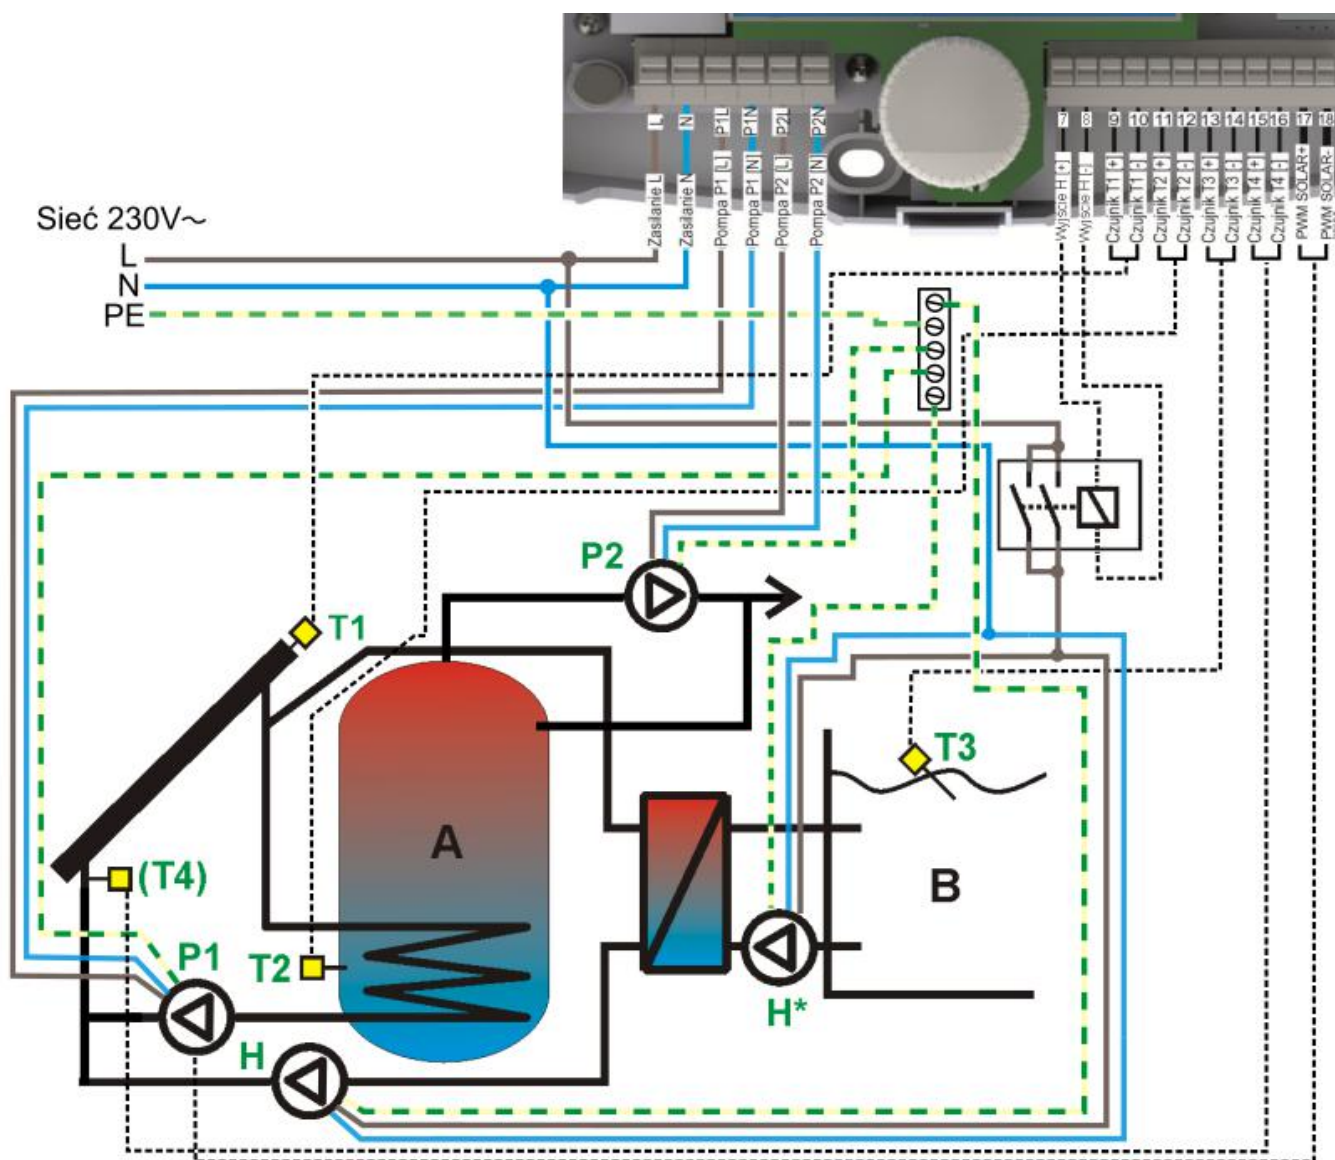 L
N
P1L
P1N
P2L
P2N
7
8
9
10
11
12
13
14
15
16
17
18
Zasilanie L
Zasilanie N
Pompa P1 [L]
Pompa P1 [N]
Pompa P2 [L]
Pompa P2 [N]
Wyjscie H [+]
Wyjscie H [-]
Czujnik T1 [+]
Czujnik T1 [-]
Czujnik T2 [+]
Czujnik T2 [-]
Czujnik T3 [+]
Czujnik T3 [-]
Czujnik T4 [+]
Czujnik T4 [-]
PWM SOLAR+
PWM SOLAR-
Sieć 230V~
L
N
PE
P2
T1
T3
A
B
(T4)
P1
T2
H*
H